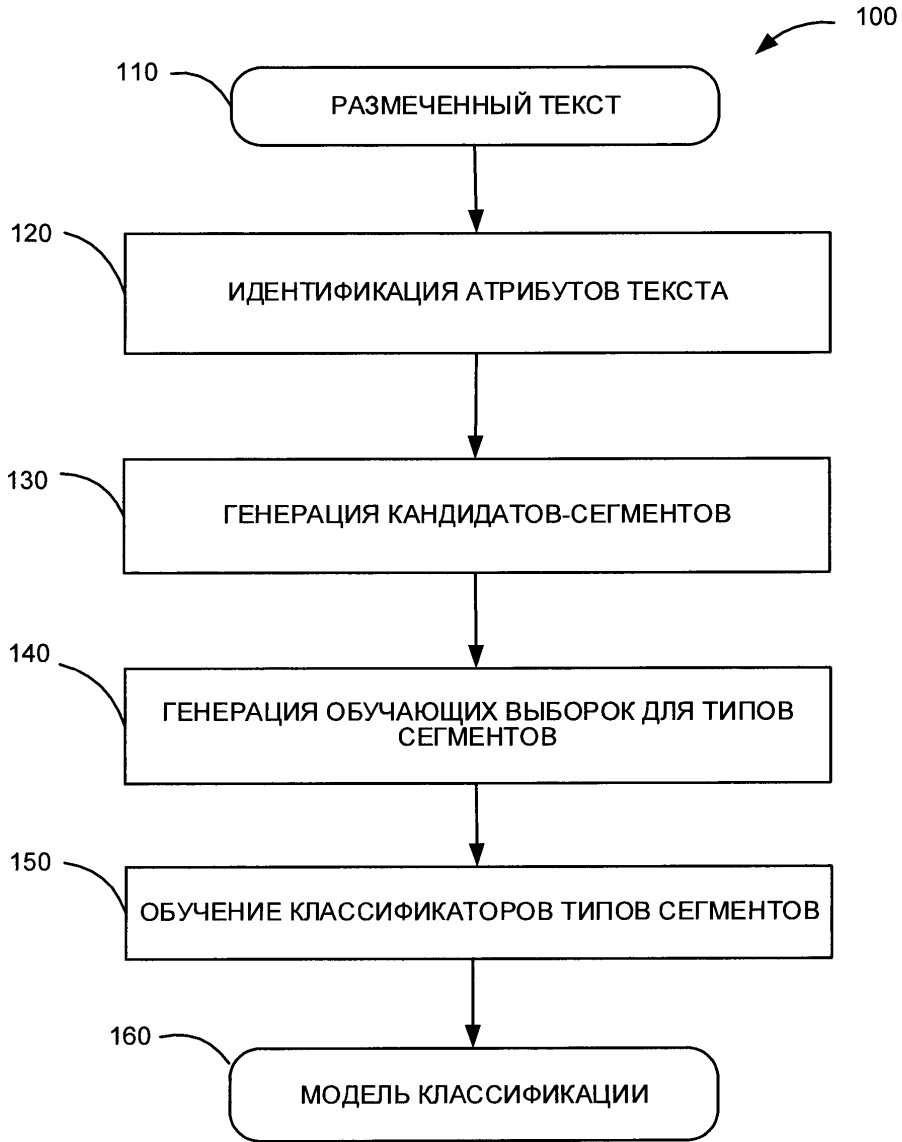 100
110
РАЗМЕЧЕННЫЙ ТЕКСТ
120
ИДЕНТИФИКАЦИЯ АТРИБУТОВ ТЕКСТА
130
ГЕНЕРАЦИЯ КАНДИДАТОВ-СЕГМЕНТОВ
140
ГЕНЕРАЦИЯ ОБУЧАЮЩИХ ВЫБОРОК ДЛЯ ТИПОВ
СЕГМЕНТОВ
150
ОБУЧЕНИЕ КЛАССИФИКАТОРОВ ТИПОВ СЕГМЕНТОВ
160
МОДЕЛЬ КЛАССИФИКАЦИИ